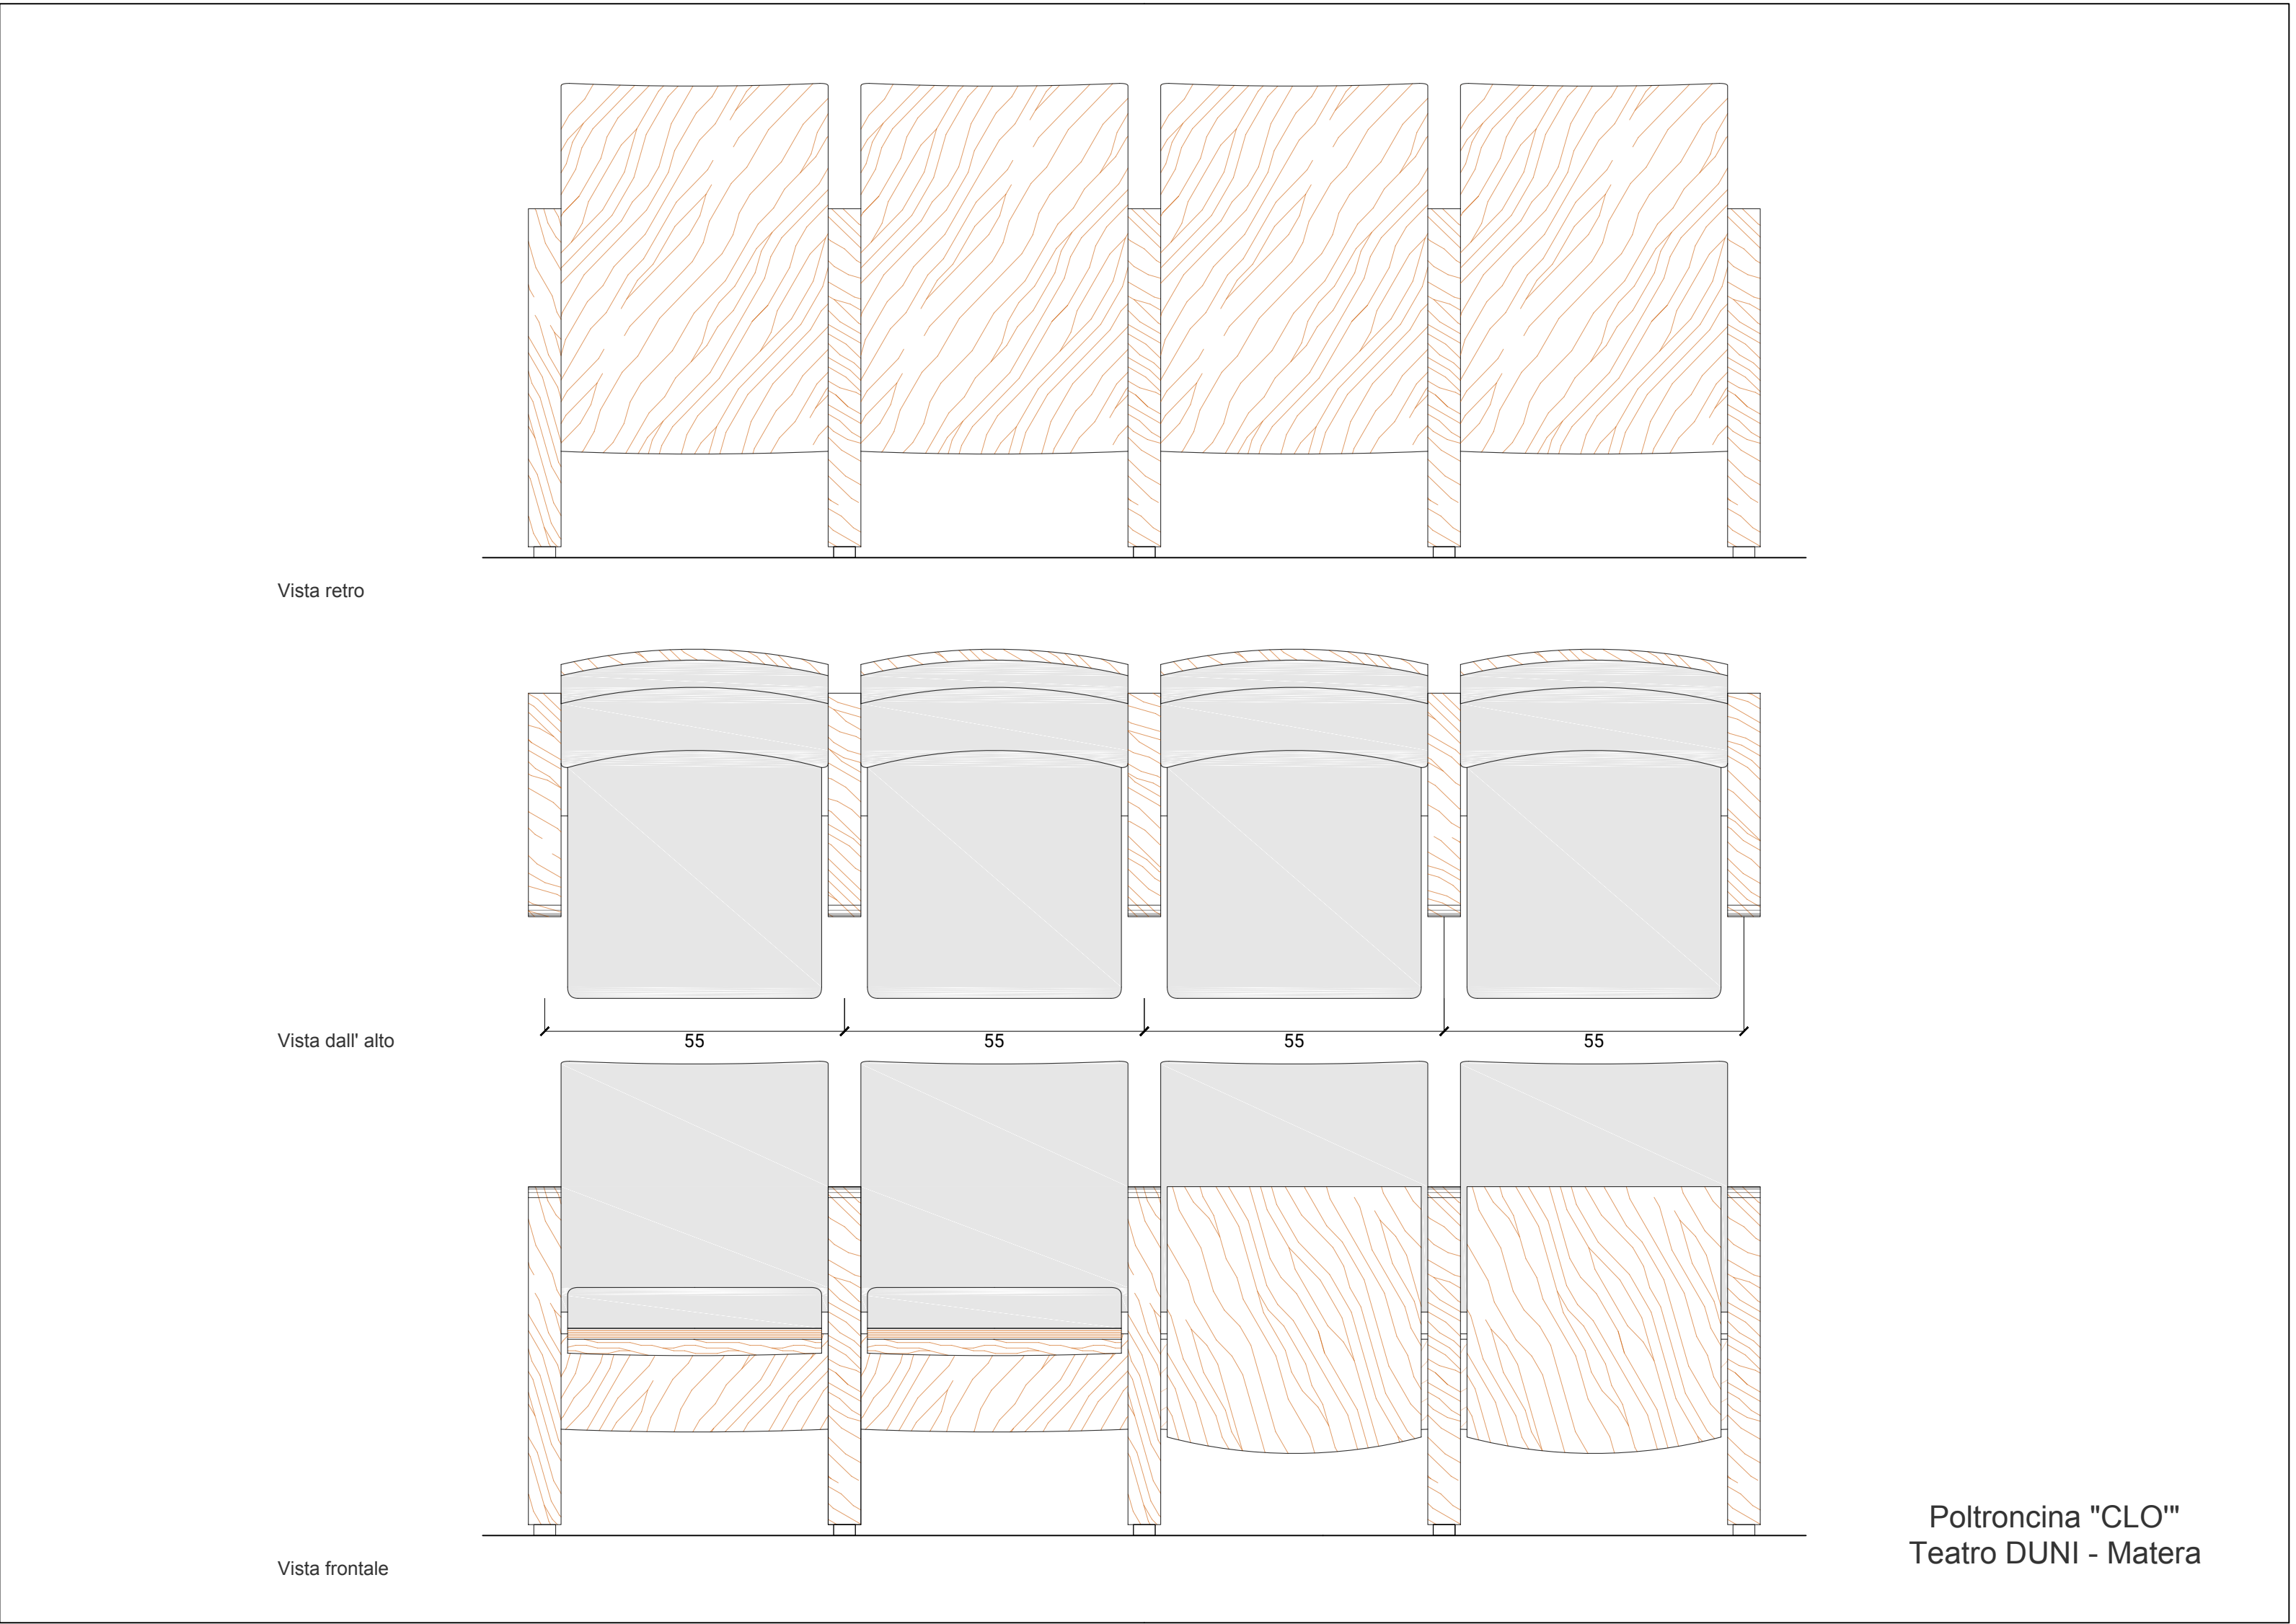 Vista retro
Vista dall' alto
55 55 55 55
Vista frontale
Poltroncina "CLO'"
Teatro DUNI - Matera